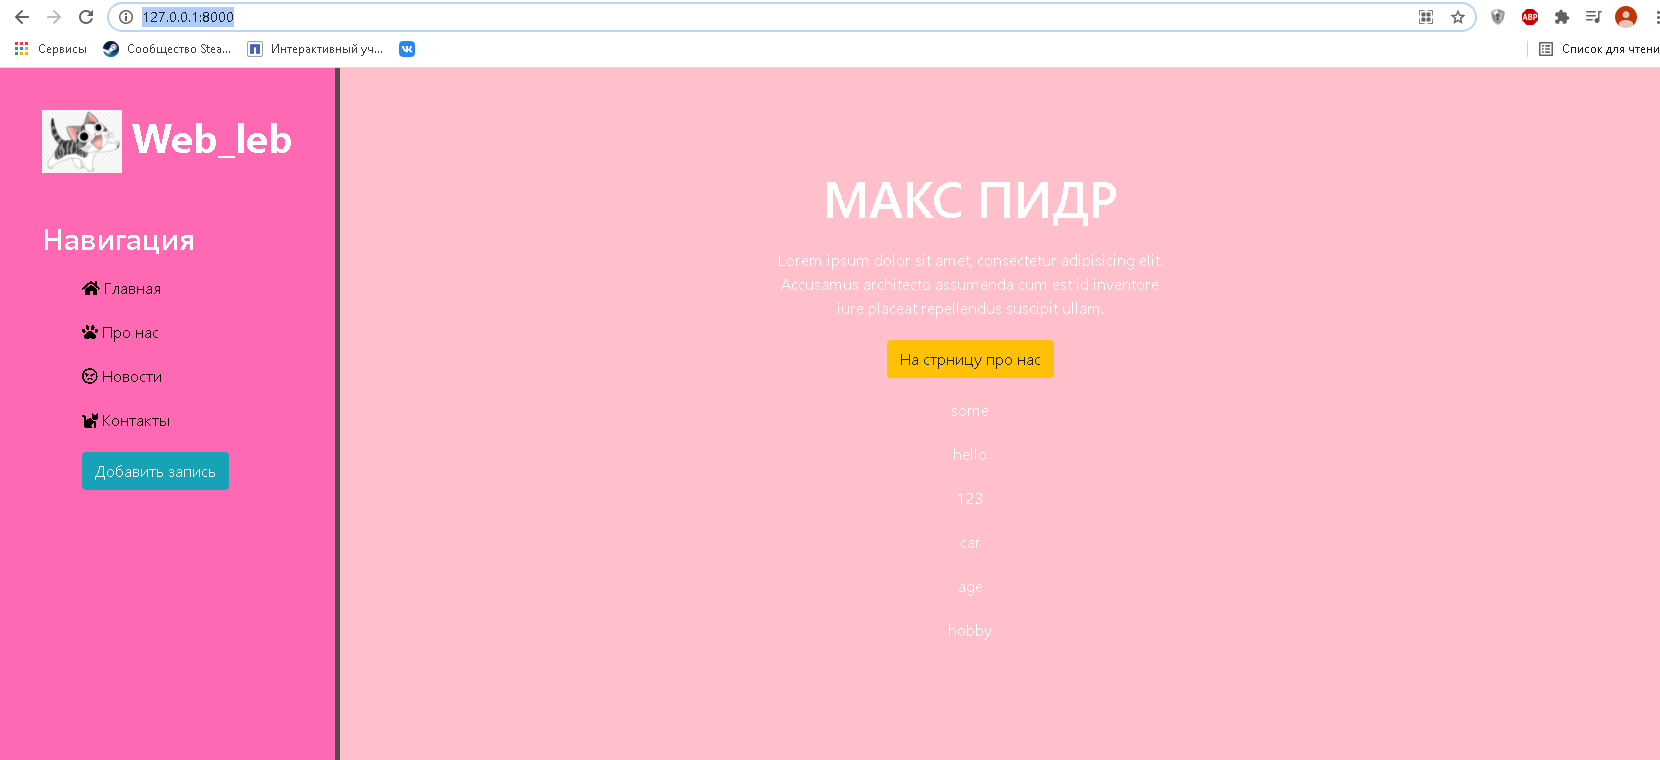 127.0.0.1:8000
Сервисы
Сообщество Stea...
Интерактивный уч...
Список для чтени
Web_leb
Навигация
Главная
Про нас
Новости
Контакты
Добавить запись
МАКС ПИДР
Lorem ipsum dolor sit amet, consectetur adipisicing elit.
Accusamus architecto assumenda cum est id inventore
iure placeat repellendus suscipit ullam.
На стрницу про нас
some
hello
123
car
age
hobby
ABP